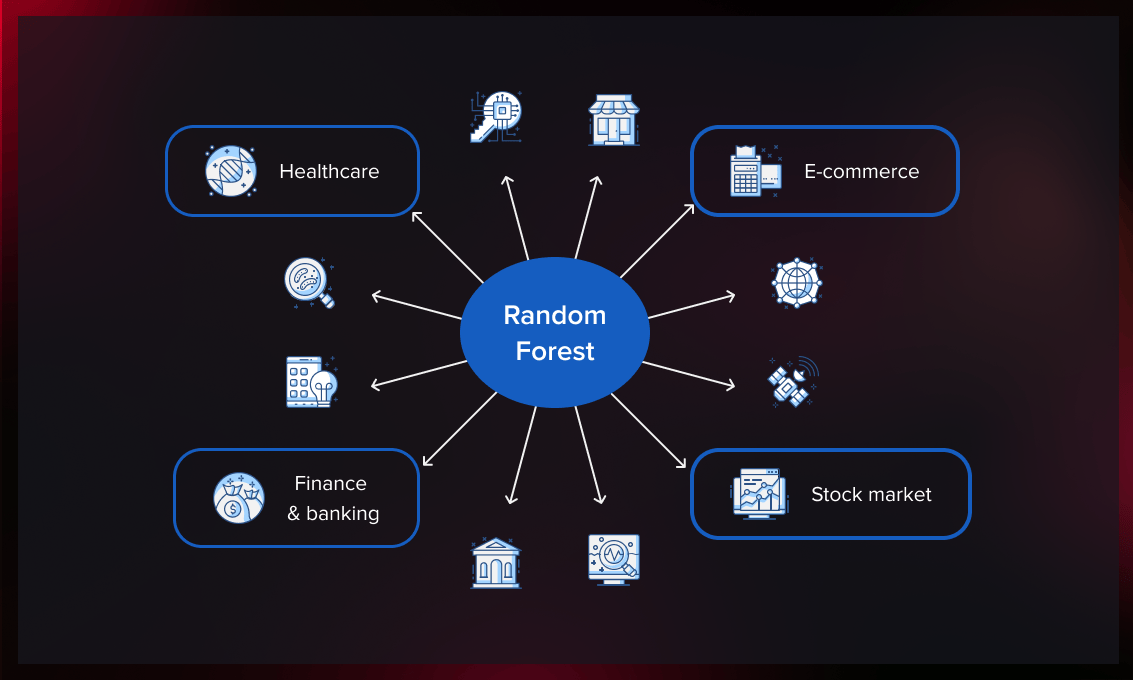 Healthcare
E-commerce
Random
Forest
Finance
& banking
Stock market